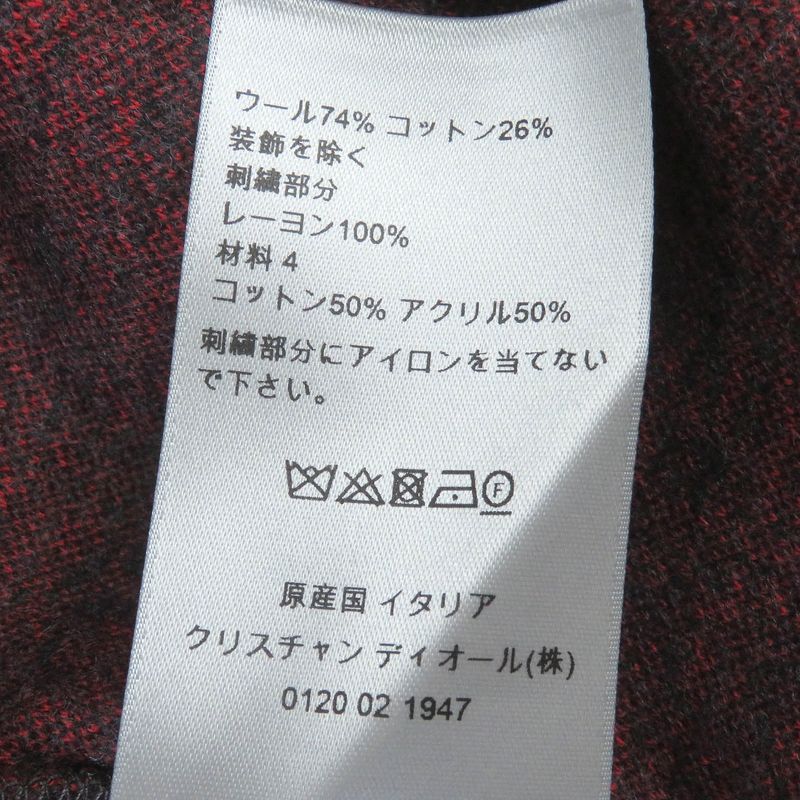 ウール74% コットン26%
装飾を除く
刺繍部分
レーヨン100%
材料 4
コットン50% アクリル50%
刺繍部分にアイロンを当てない
で下さい。
F
原産国 イタリア
クリスチャン ディオール(株)
0120 02 1947